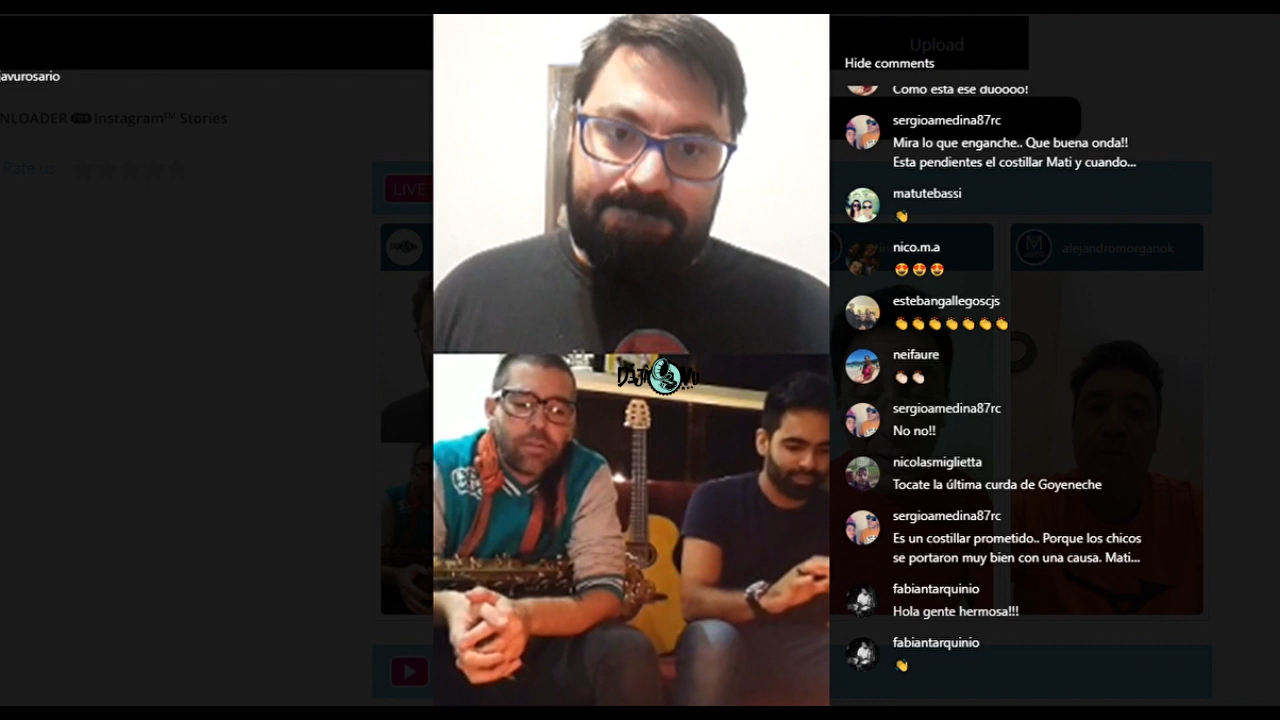 Upload
Hide comments
avurosario
Como esta ese duoooo!
NLOADER Instagram™ Stories
sergioamedina87rc
Mira lo que enganche.. Que buena onda!!
Esta pendientes el costillar Mati y cuando...
Rate us
LIVE
matutebassi
👏
nico.m.a
😍😍😍
alejandromorganok
estebangallegoscjs
👏👏👏👏👏👏👏
neifaure
👏🏻👏🏻
Deja Vu
sergioamedina87rc
No no!!
nicolasmiglietta
Tocate la última curda de Goyeneche
sergioamedina87rc
Es un costillar prometido.. Porque los chicos
se portaron muy bien con una causa. Mati...
fabiantarquinio
Hola gente hermosa!!!
fabiantarquinio
👏